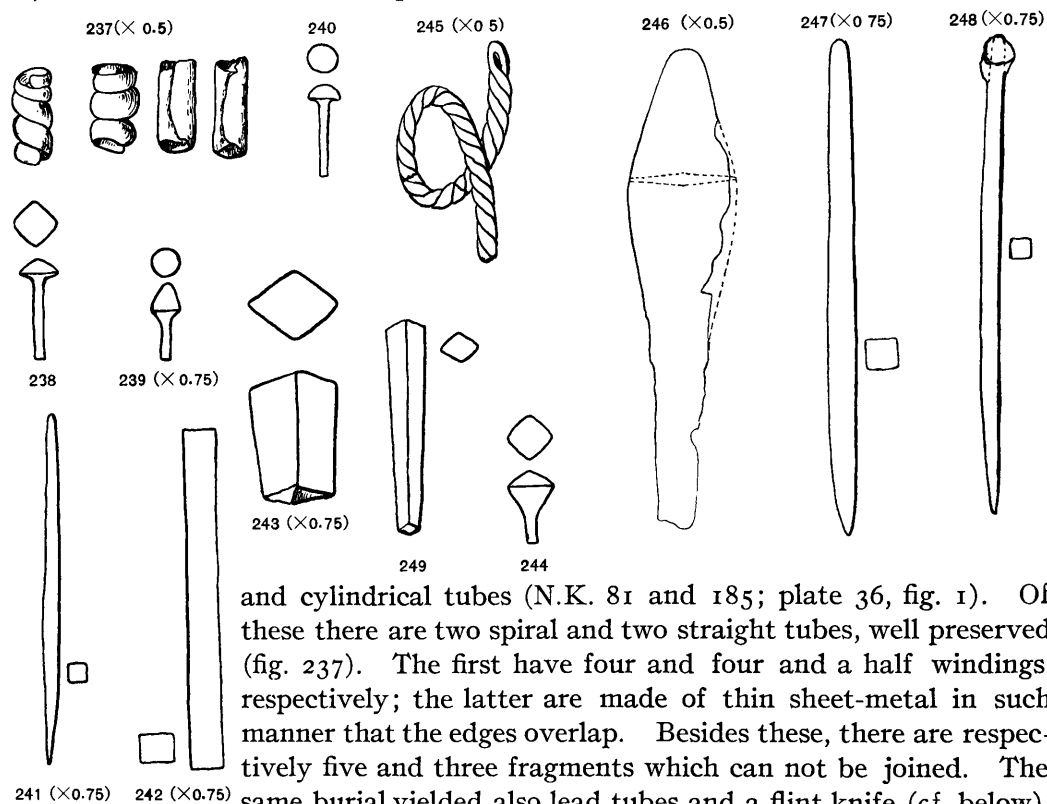 237(× 0.5)
240
245 (×0 5)
246 (×0.5)
247(×0 75)
248 (×0.75)
238
239 (×0.75)
243 (×0.75)
249
244
and cylindrical tubes (N.K. 81 and 185; plate 36, fig. 1). Of
these there are two spiral and two straight tubes, well preserved
(fig. 237). The first have four and four and a half windings
respectively; the latter are made of thin sheet-metal in such
manner that the edges overlap. Besides these, there are respec-
tively five and three fragments which can not be joined. The
241 (×0.75)
242 (×0.75)
same burial yielded also lead tubes and a flint knife (cf. below)